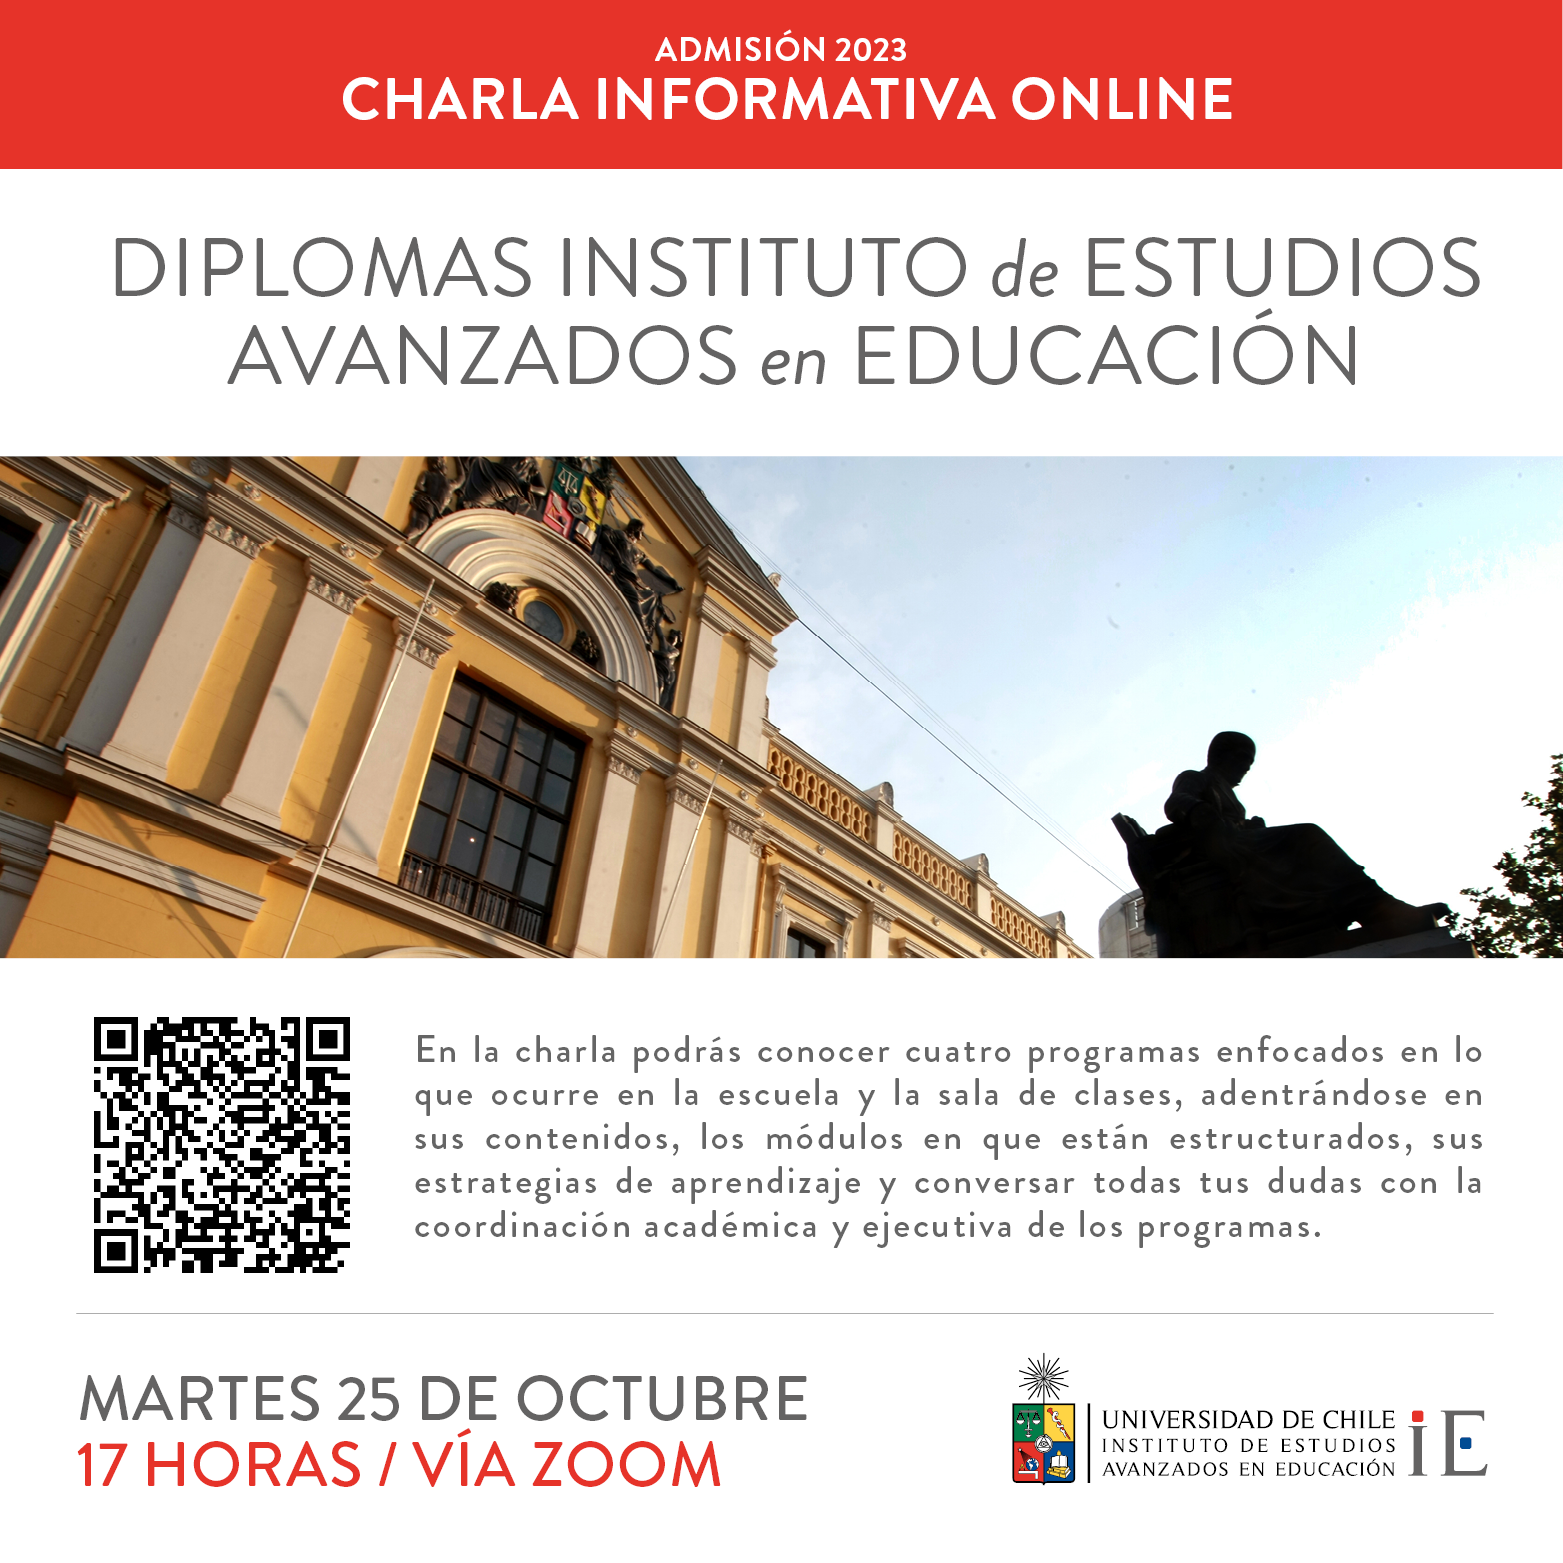 ADMISIÓN 2023
CHARLA INFORMATIVA ONLINE
DIPLOMAS INSTITUTO de ESTUDIOS
AVANZADOS en EDUCACIÓN
En la charla podrás conocer cuatro programas enfocados en lo
que ocurre en la escuela y la sala de clases, adentrándose en
sus contenidos, los módulos en que están estructurados, sus
estrategias de aprendizaje y conversar todas tus dudas con la
coordinación académica y ejecutiva de los programas.
MARTES 25 DE OCTUBRE
17 HORAS / VÍA ZOOM
UNIVERSIDAD DE CHILE
INSTITUTO DE ESTUDIOS
AVANZADOS EN EDUCACIÓN
iE